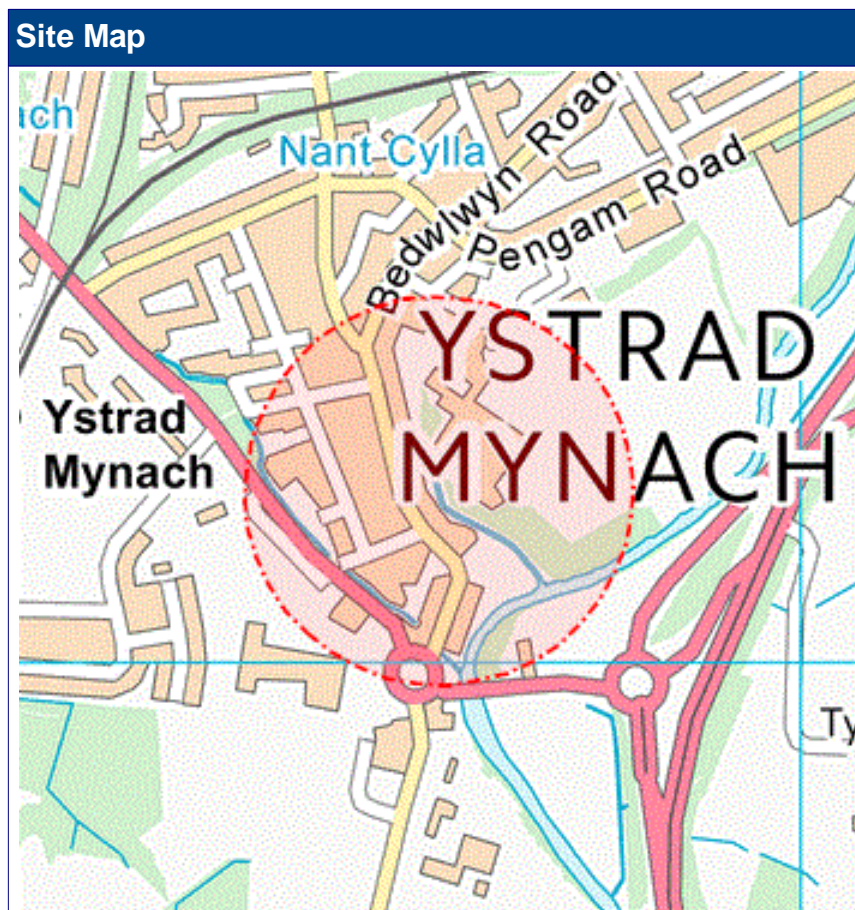 Site Map
ach
Nant Cylla
Bedwlwyn Road
Pengam Road
YSTRAD
MYNACH
Ystrad
Mynach
Ty